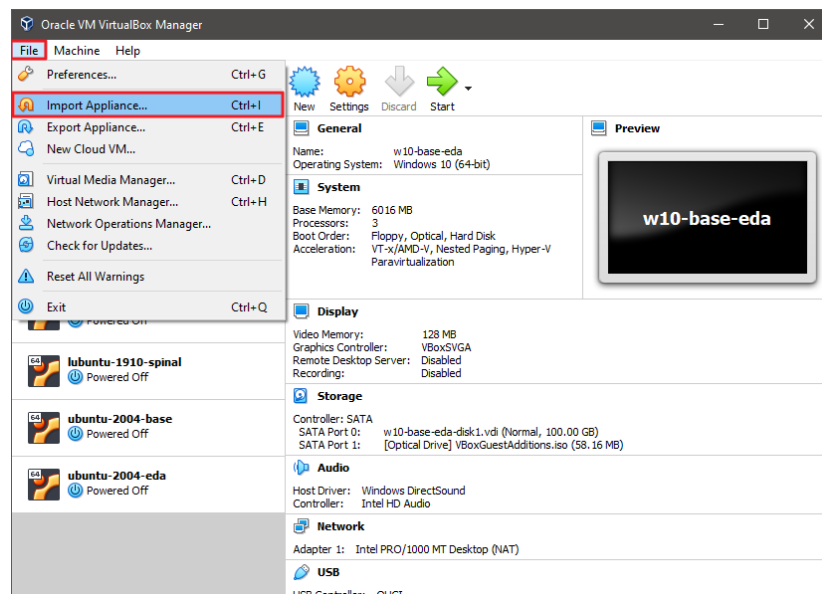 Oracle VM VirtualBox Manager
File Machine Help
Preferences... Ctrl+G
Import Appliance... Ctrl+I
Export Appliance... Ctrl+E
New Cloud VM...
Virtual Media Manager... Ctrl+D
Host Network Manager... Ctrl+H
Network Operations Manager...
Check for Updates...
Reset All Warnings
Exit Ctrl+Q
Powered Off
64
lubuntu-1910-spinal
Powered Off
64
ubuntu-2004-base
Powered Off
64
ubuntu-2004-eda
Powered Off
New Settings Discard Start
General
Name: w10-base-eda
Operating System: Windows 10 (64-bit)
System
Base Memory: 6016 MB
Processors: 3
Boot Order: Floppy, Optical, Hard Disk
Acceleration: VT-x/AMD-V, Nested Paging, Hyper-V
Paravirtualization
Preview
w10-base-eda
Display
Video Memory: 128 MB
Graphics Controller: VBoxSVGA
Remote Desktop Server: Disabled
Recording: Disabled
Storage
Controller: SATA
SATA Port 0: w10-base-eda-disk1.vdi (Normal, 100.00 GB)
SATA Port 1: [Optical Drive] VBoxGuestAdditions.iso (58.16 MB)
Audio
Host Driver: Windows DirectSound
Controller: Intel HD Audio
Network
Adapter 1: Intel PRO/1000 MT Desktop (NAT)
USB
USB Controller: OHCI